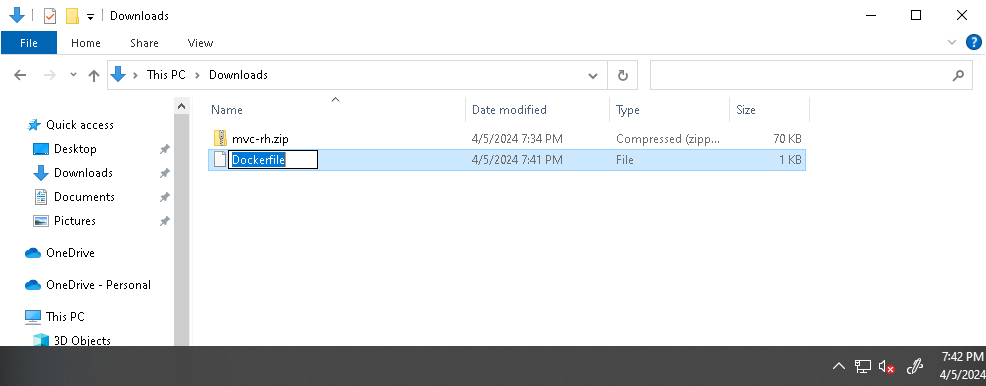 Downloads
File Home Share View
This PC Downloads
Name Date modified Type Size
Quick access
mvc-rh.zip 4/5/2024 7:34 PM Compressed (zipp... 70 KB
Desktop
Dockerfile 4/5/2024 7:41 PM File 1 KB
Downloads
Documents
Pictures
OneDrive
OneDrive - Personal
This PC
3D Objects
7:42 PM
4/5/2024